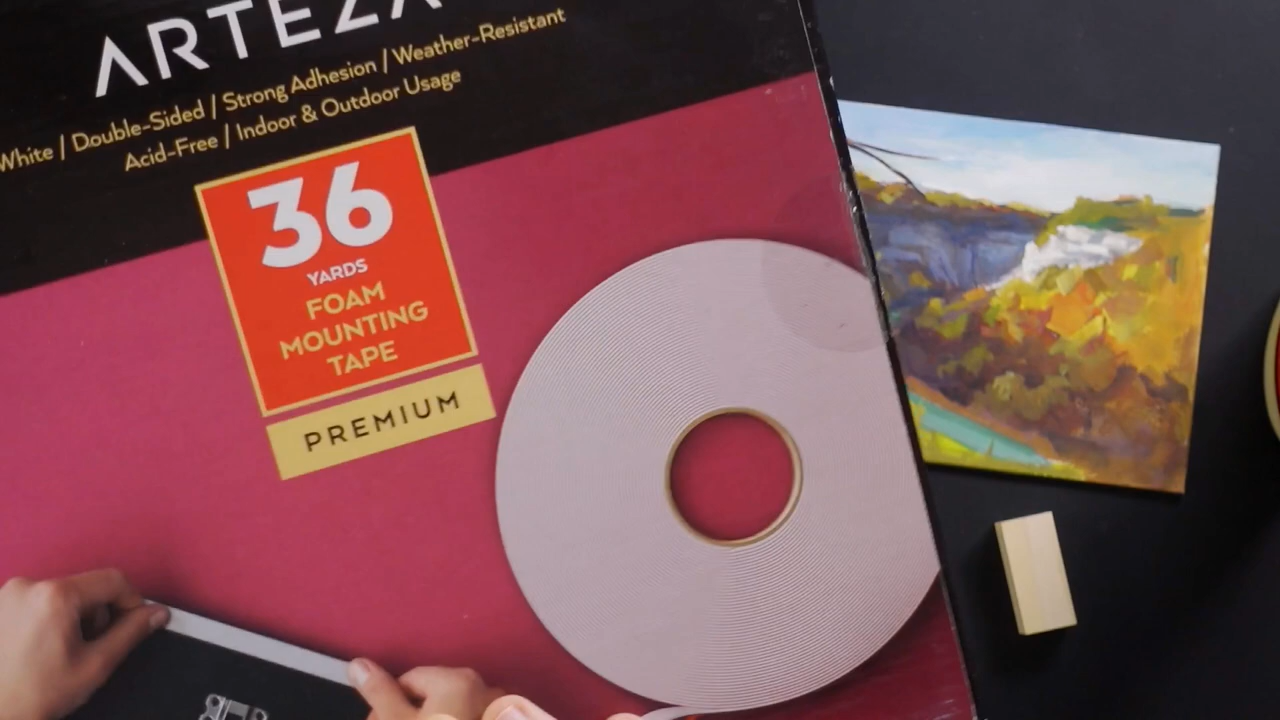 ARTEZA
White / Double-Sided / Strong Adhesion / Weather-Resistant
Acid-Free / Indoor & Outdoor Usage
36
YARDS
FOAM
MOUNTING
TAPE
PREMIUM